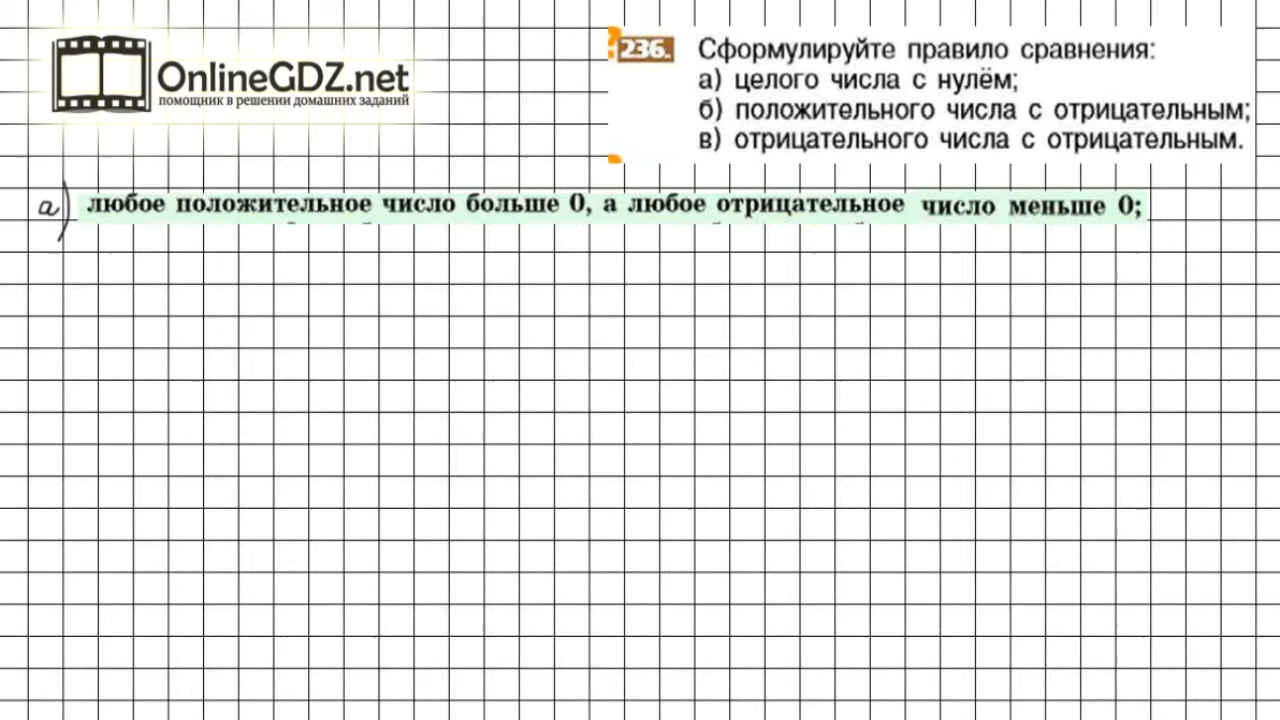 OnlineGDZ.net
помощник в решении домашних заданий
236. Сформулируйте правило сравнения:
а) целого числа с нулём;
б) положительного числа с отрицательным;
в) отрицательного числа с отрицательным.
а) любое положительное число больше 0, а любое отрицательное число меньше 0;